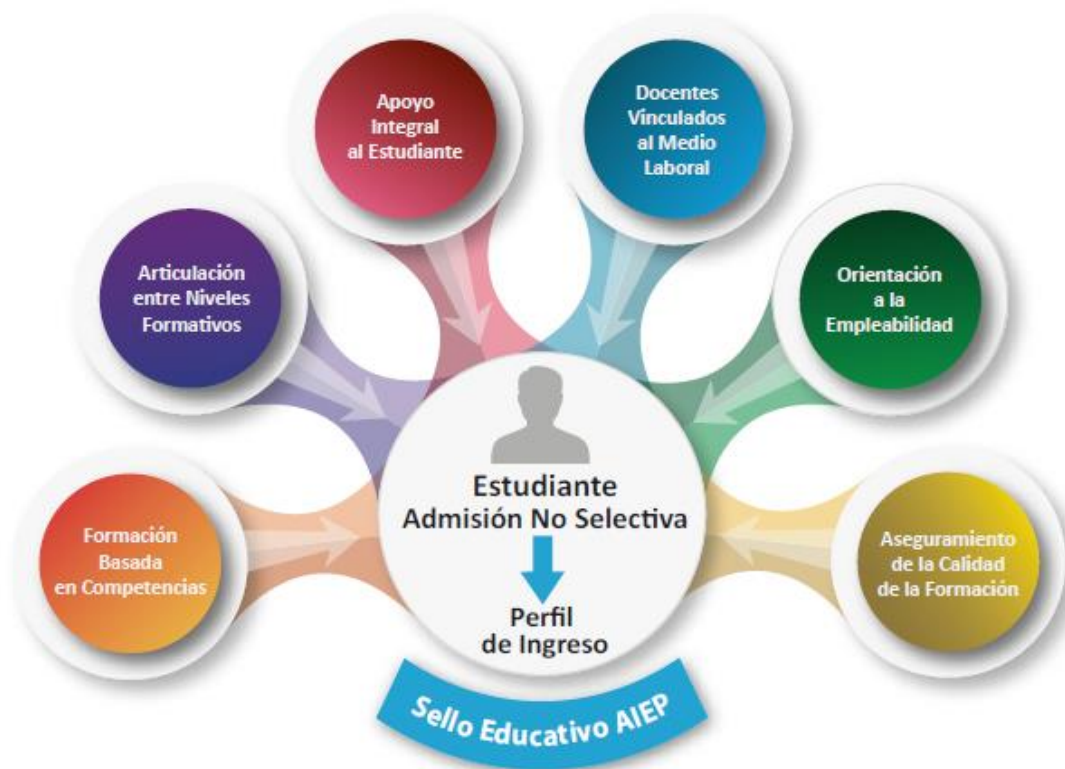 Apoyo
Integral
al Estudiante
Docentes
Vinculados
al Medio
Laboral
Articulación
entre Niveles
Formativos
Orientación
a la
Empleabilidad
Formación
Basada
en Competencias
Estudiante
Admisión No Selectiva
Perfil
de Ingreso
Aseguramiento
de la Calidad
de la Formación
Sello Educativo AIEP